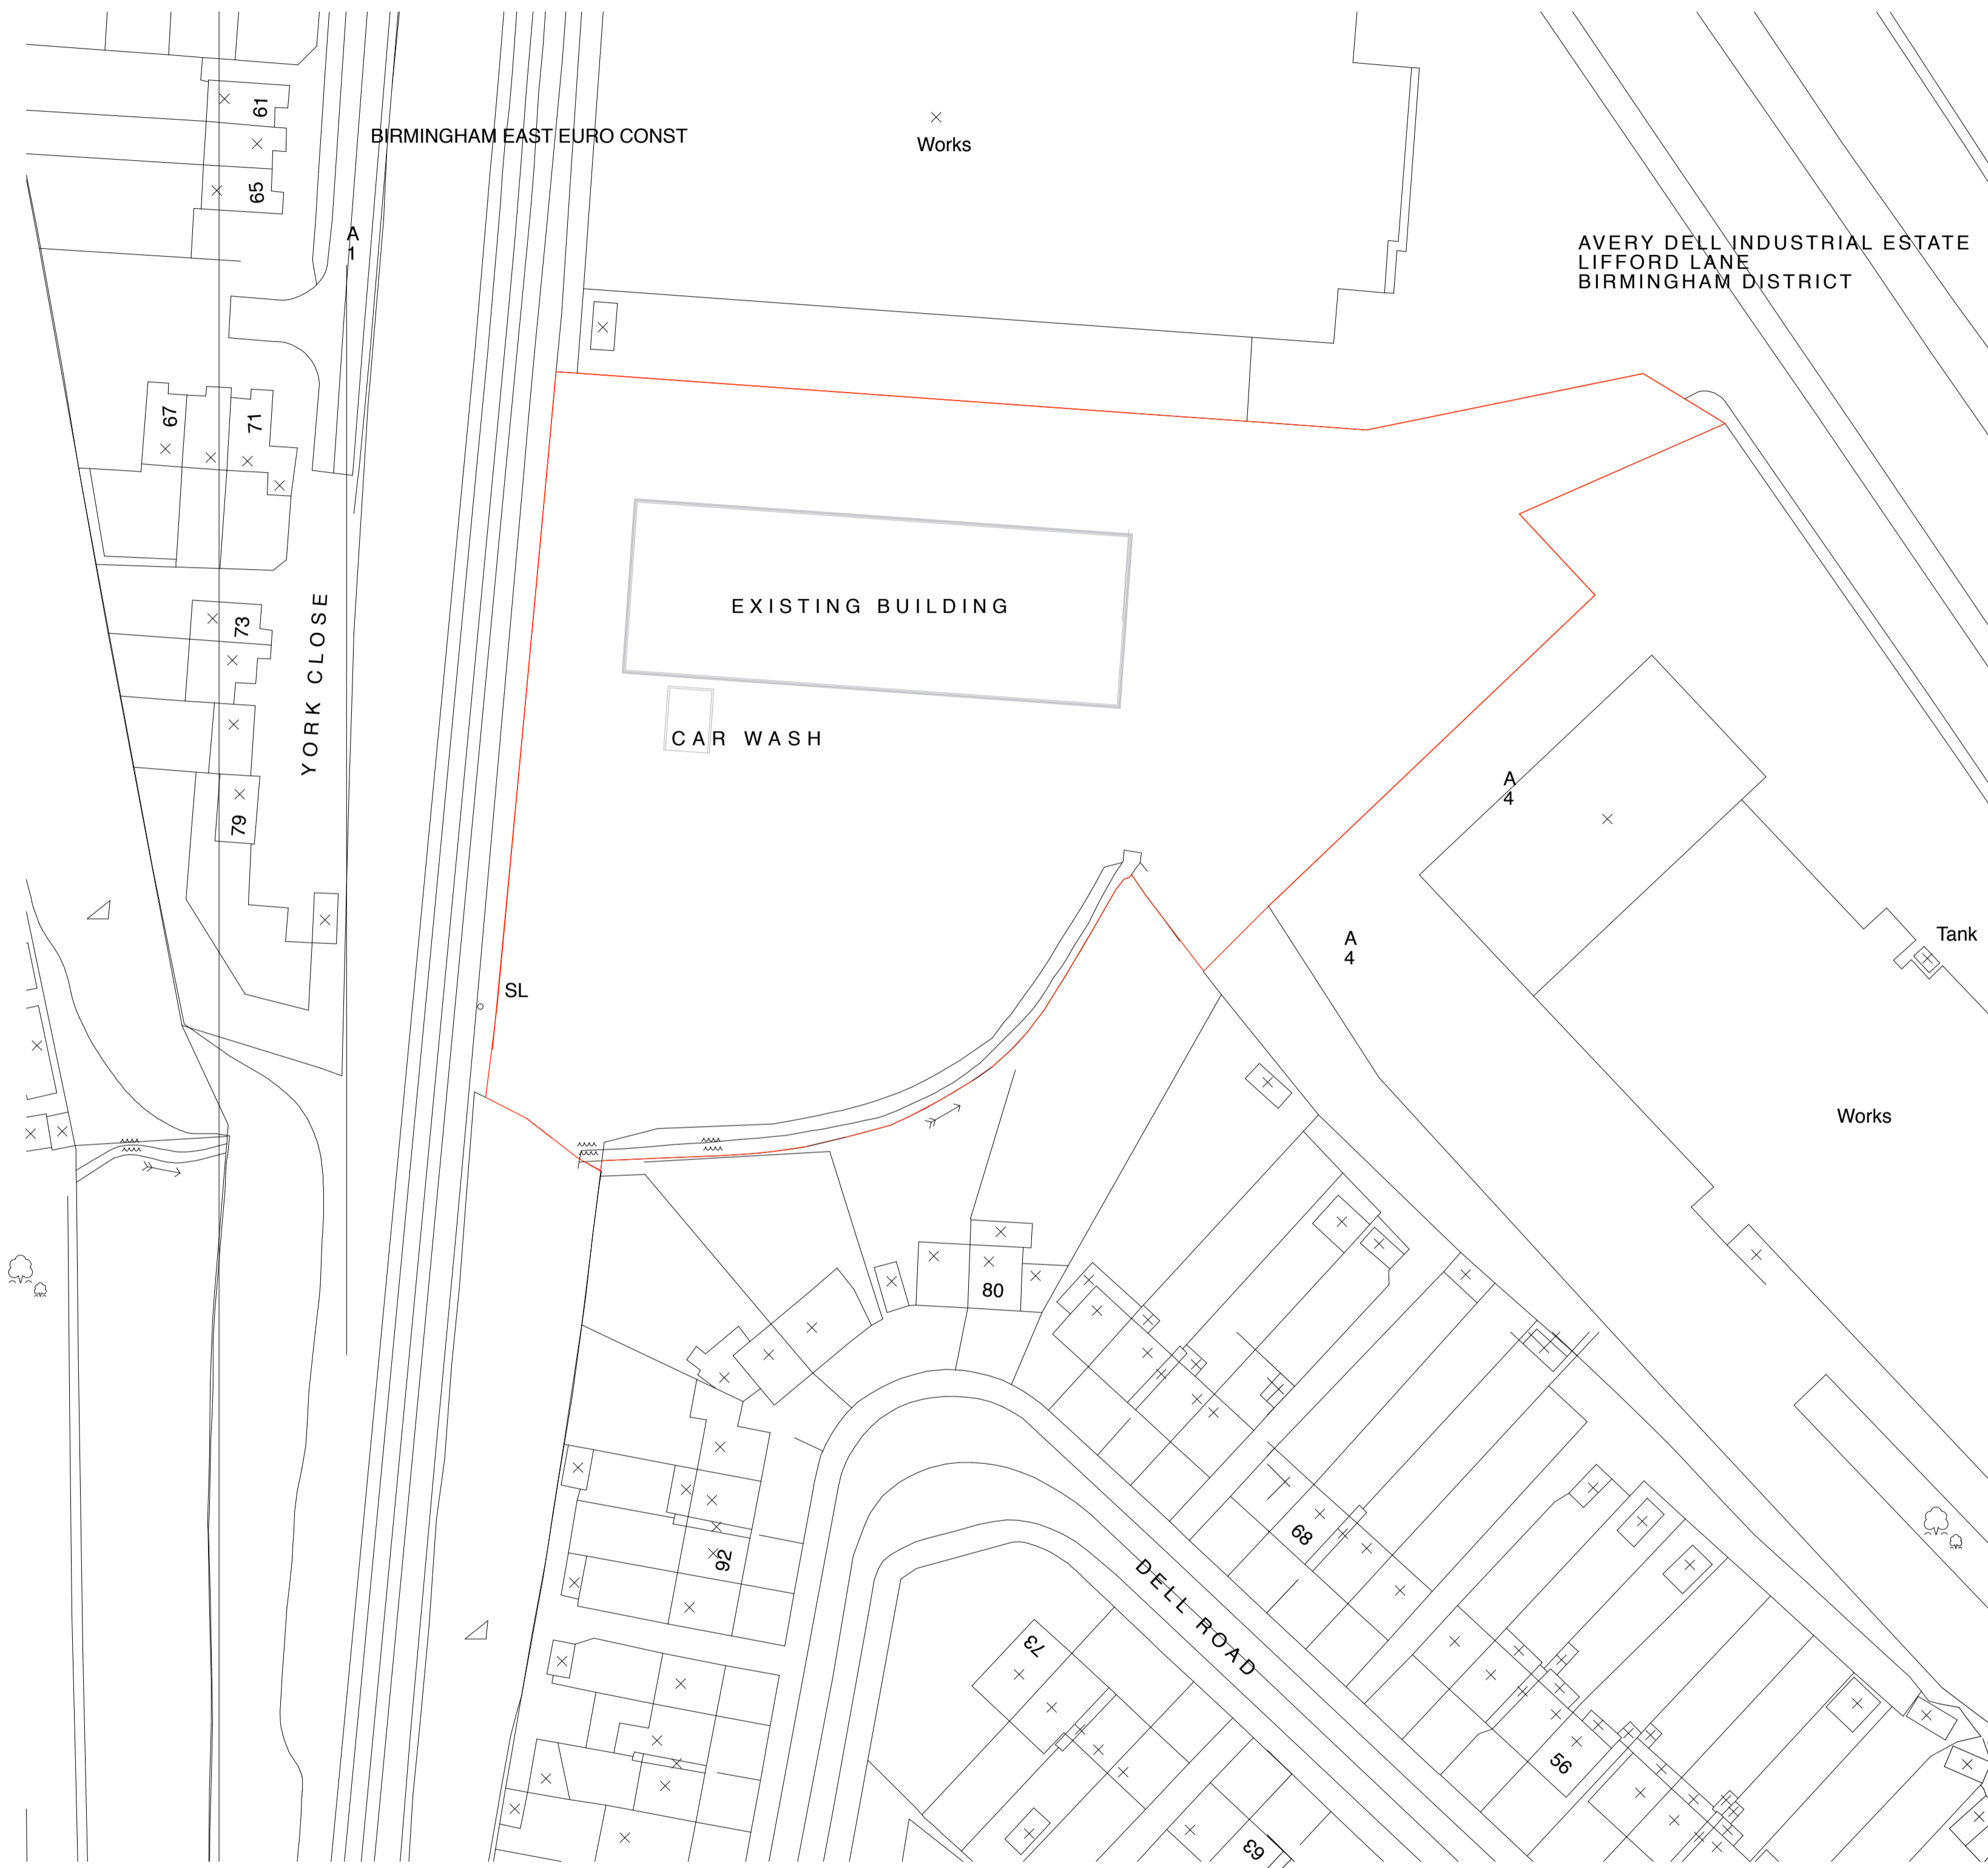 61
BIRMINGHAM EAST EURO CONST
Works
65
A
1
AVERY DELL INDUSTRIAL ESTATE
LIFFORD LANE
BIRMINGHAM DISTRICT
67
71
EXISTING BUILDING
73
YORK CLOSE
CAR WASH
A
4
79
A
4
Tank
SL
Works
80
68
92
DELL ROAD
73
56
63